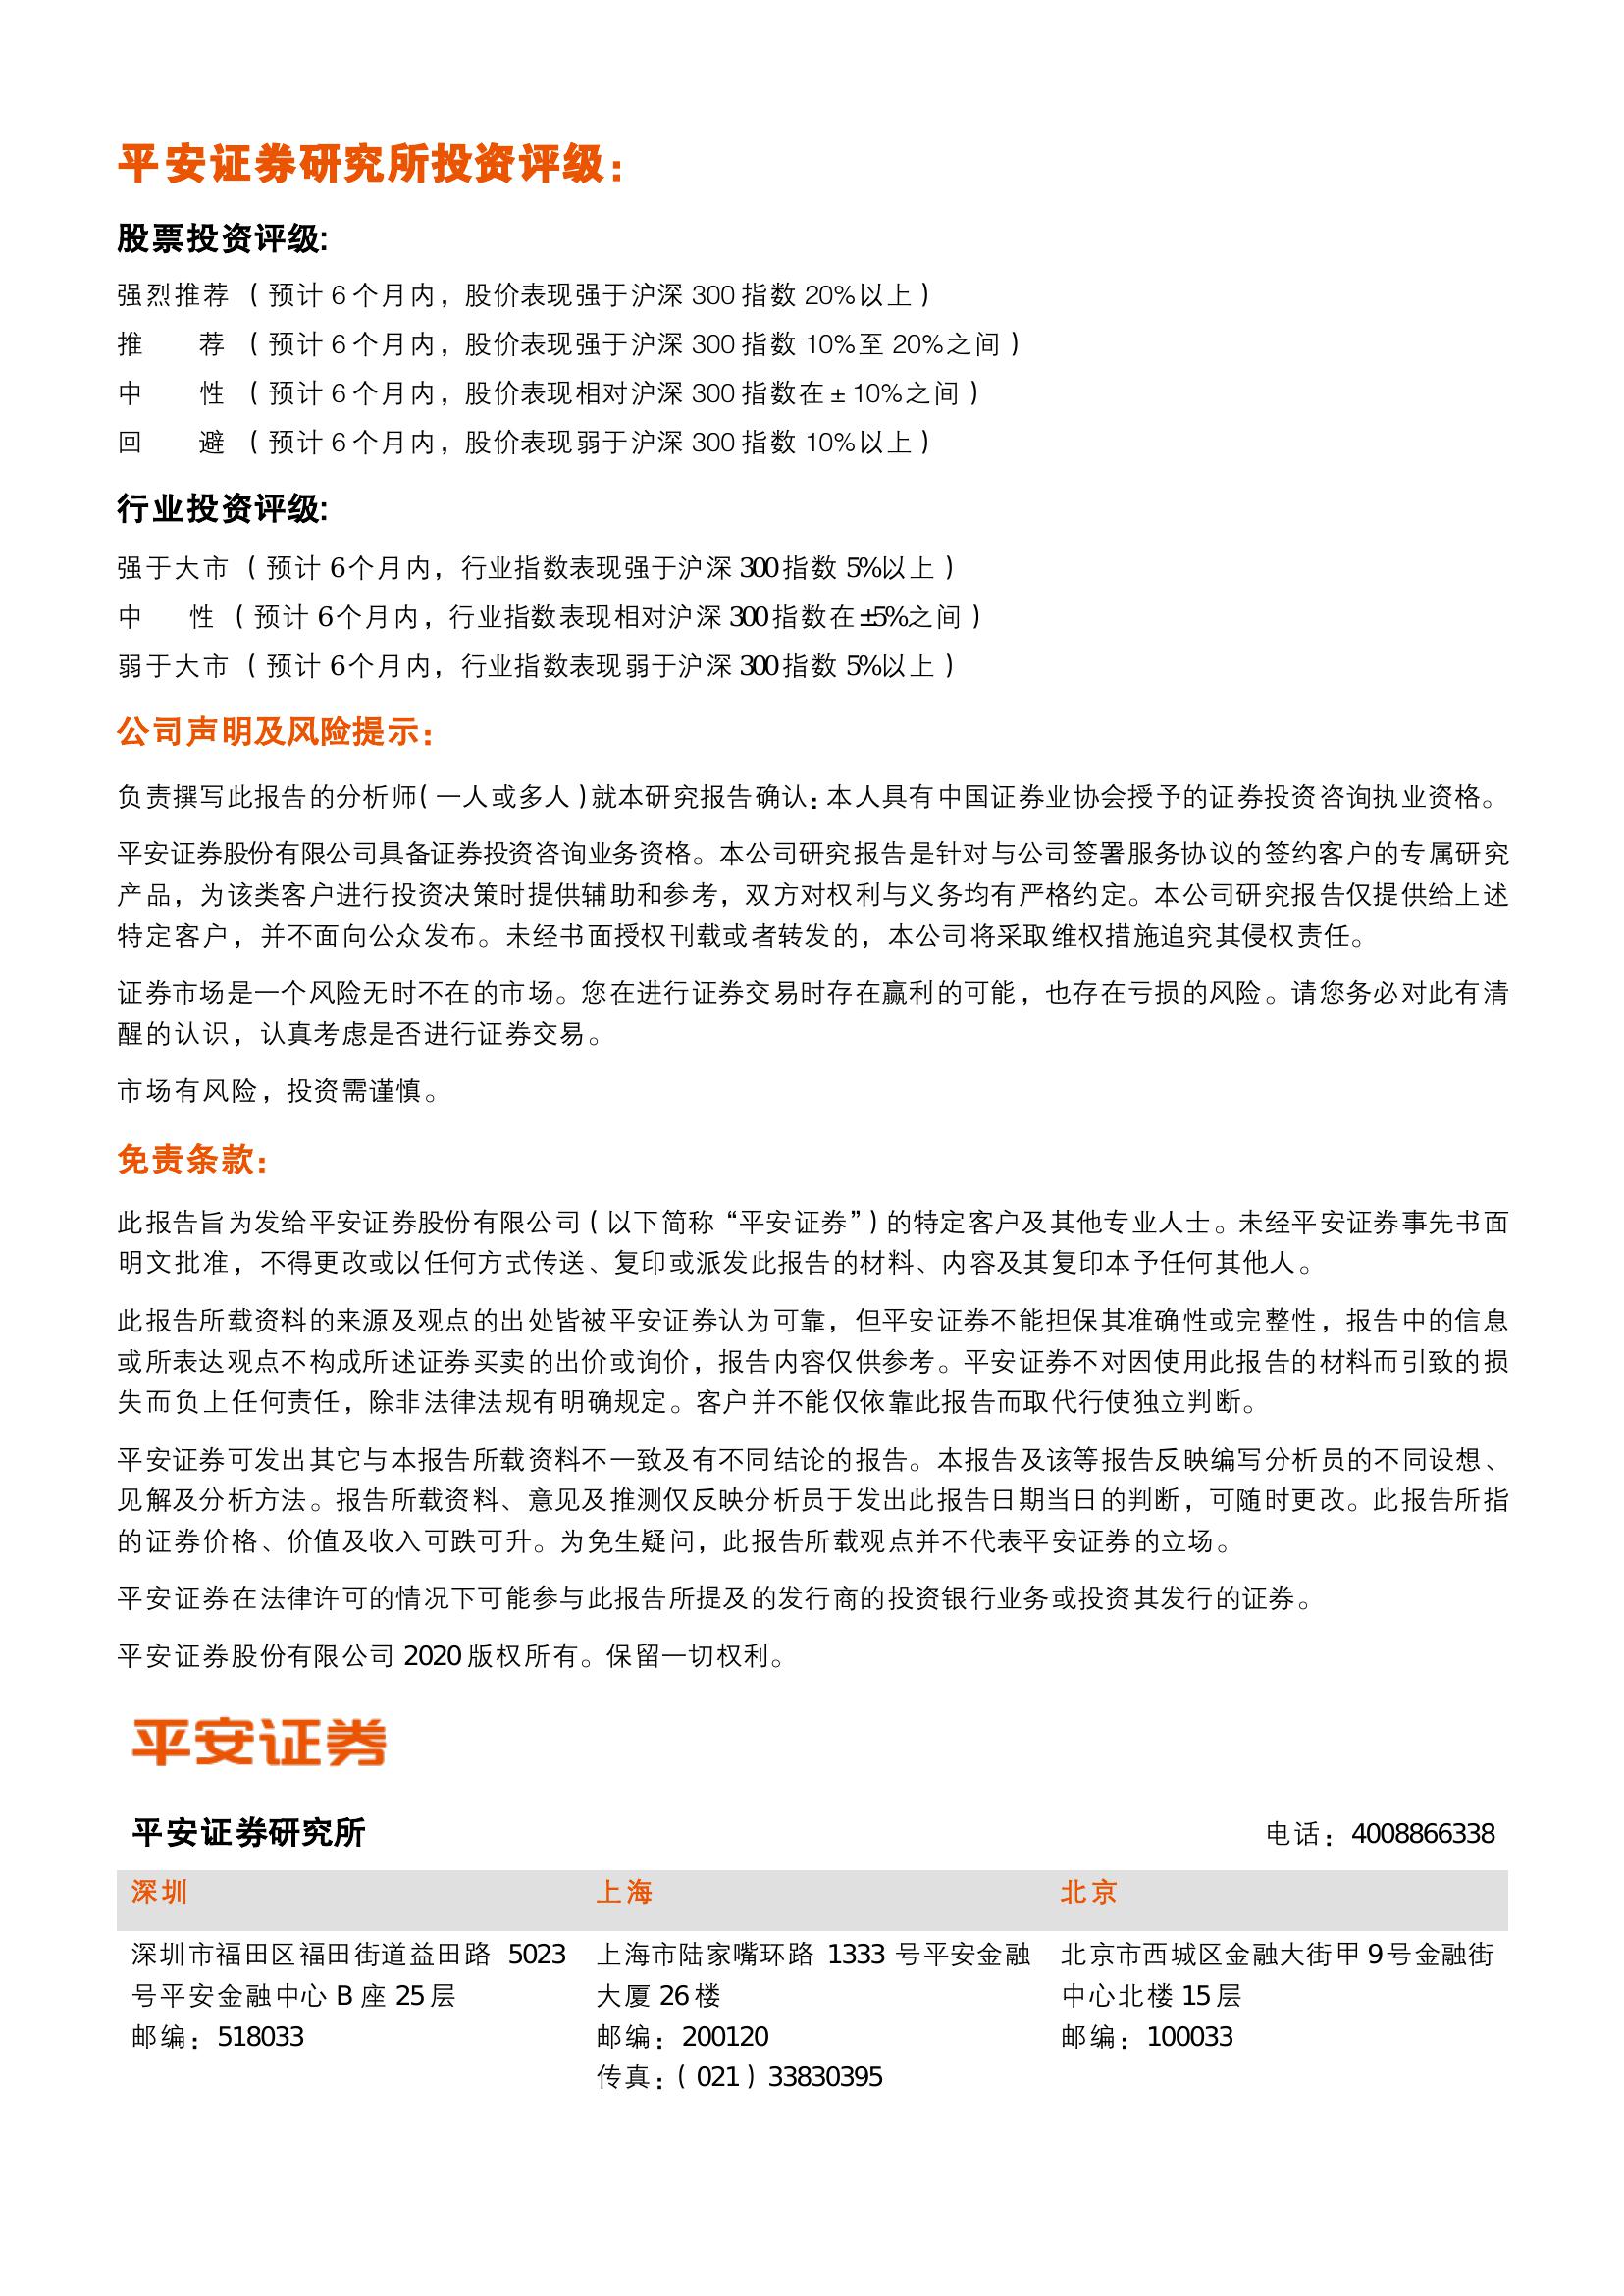 平安证券研究所投资评级：
股票投资评级:
强烈推荐 （预计 6 个月内，股价表现强于沪深 300 指数 20%以上）
推　　荐 （预计 6 个月内，股价表现强于沪深 300 指数 10%至 20%之间）
中　　性 （预计 6 个月内，股价表现相对沪深 300 指数在±10%之间）
回　　避 （预计 6 个月内，股价表现弱于沪深 300 指数 10%以上）
行业投资评级:
强于大市 （预计 6 个月内，行业指数表现强于沪深 300 指数 5%以上）
中　　性 （预计 6 个月内，行业指数表现相对沪深 300 指数在±5%之间）
弱于大市 （预计 6 个月内，行业指数表现弱于沪深 300 指数 5%以上）
公司声明及风险提示：
负责撰写此报告的分析师（一人或多人）就本研究报告确认：本人具有中国证券业协会授予的证券投资咨询执业资格。
平安证券股份有限公司具备证券投资咨询业务资格。本公司研究报告是针对与公司签署服务协议的签约客户的专属研究
产品，为该类客户进行投资决策时提供辅助和参考，双方对权利与义务均有严格约定。本公司研究报告仅提供给上述
特定客户，并不面向公众发布。未经书面授权刊载或者转发的，本公司将采取维权措施追究其侵权责任。
证券市场是一个风险无时不在的市场。您在进行证券交易时存在赢利的可能，也存在亏损的风险。请您务必对此有清
醒的认识，认真考虑是否进行证券交易。
市场有风险，投资需谨慎。
免责条款：
此报告旨为发给平安证券股份有限公司（以下简称“平安证券”）的特定客户及其他专业人士。未经平安证券事先书面
明文批准，不得更改或以任何方式传送、复印或派发此报告的材料、内容及其复印本予任何其他人。
此报告所载资料的来源及观点的出处皆被平安证券认为可靠，但平安证券不能担保其准确性或完整性，报告中的信息
或所表达观点不构成所述证券买卖的出价或询价，报告内容仅供参考。平安证券不对因使用此报告的材料而引致的损
失而负上任何责任，除非法律法规有明确规定。客户并不能仅依靠此报告而取代行使独立判断。
平安证券可发出其它与本报告所载资料不一致及有不同结论的报告。本报告及该等报告反映编写分析员的不同设想、
见解及分析方法。报告所载资料、意见及推测仅反映分析员于发出此报告日期当日的判断，可随时更改。此报告所指
的证券价格、价值及收入可跌可升。为免生疑问，此报告所载观点并不代表平安证券的立场。
平安证券在法律许可的情况下可能参与此报告所提及的发行商的投资银行业务或投资其发行的证券。
平安证券股份有限公司 2020 版权所有。保留一切权利。
平安证券
平安证券研究所　电话：4008866338
深圳　上海　北京
深圳市福田区福田街道益田路 5023　上海市陆家嘴环路 1333 号平安金融　北京市西城区金融大街甲 9 号金融街
号平安金融中心 B 座 25 层　大厦 26 楼　中心北楼 15 层
邮编：518033　邮编：200120　邮编：100033
传真：（021）33830395